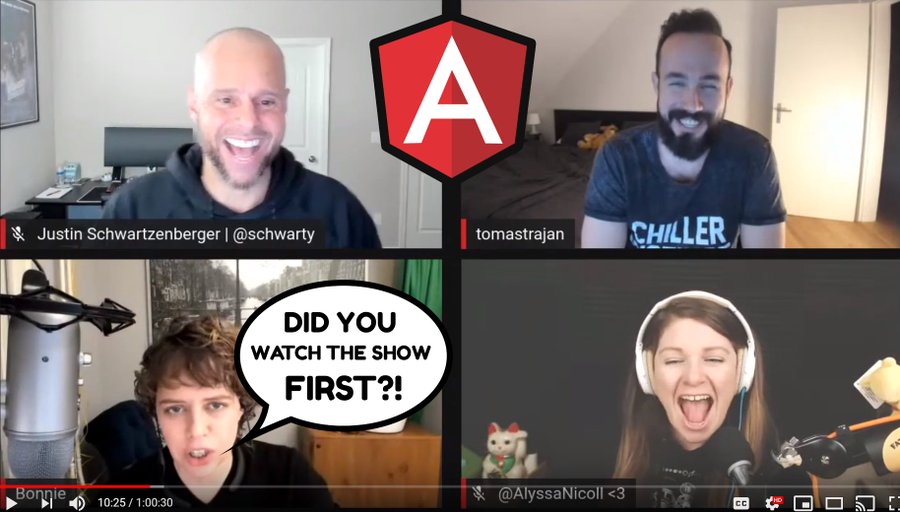 A
Justin Schwartzenberger | @schwarty
CHILLER
tomastrajan
DID YOU
WATCH THE SHOW
FIRST?!
Bonnie
@AlyssaNicoll <3
10:25 / 1:00:30
CC
HD